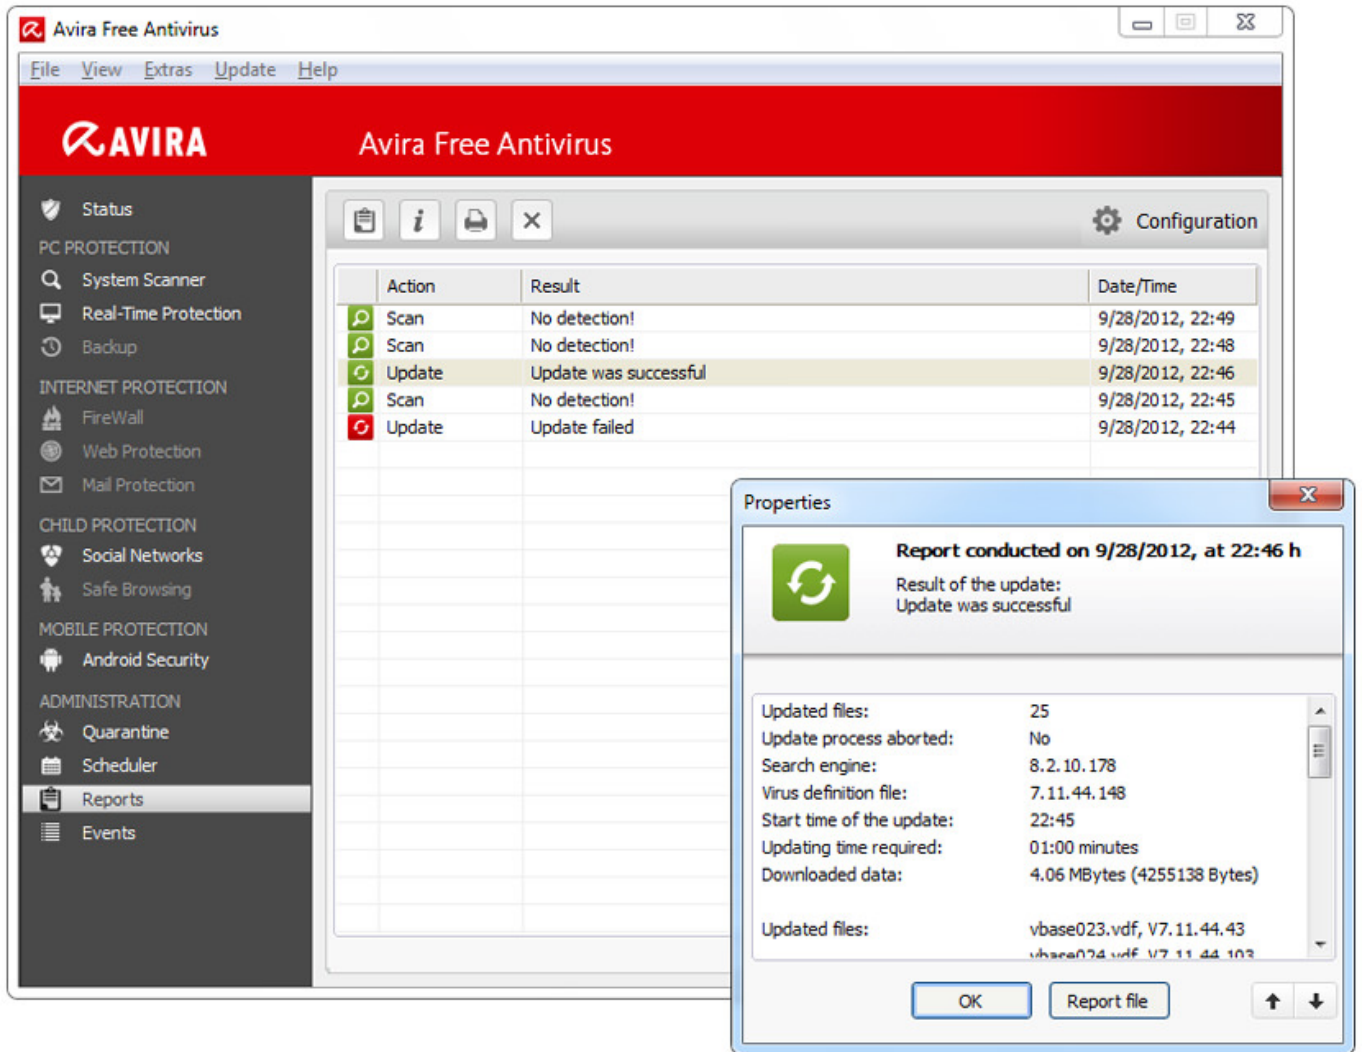 Avira Free Antivirus
File View Extras Update Help
AVIRA
Avira Free Antivirus
Status
PC PROTECTION
System Scanner
Real-Time Protection
Backup
INTERNET PROTECTION
FireWall
Web Protection
Mail Protection
CHILD PROTECTION
Social Networks
Safe Browsing
MOBILE PROTECTION
Android Security
ADMINISTRATION
Quarantine
Scheduler
Reports
Events
Configuration
Action Result Date/Time
Scan No detection! 9/28/2012, 22:49
Scan No detection! 9/28/2012, 22:48
Update Update was successful 9/28/2012, 22:46
Scan No detection! 9/28/2012, 22:45
Update Update failed 9/28/2012, 22:44
Properties
Report conducted on 9/28/2012, at 22:46 h
Result of the update:
Update was successful
Updated files: 25
Update process aborted: No
Search engine: 8.2.10.178
Virus definition file: 7.11.44.148
Start time of the update: 22:45
Updating time required: 01:00 minutes
Downloaded data: 4.06 MBytes (4255138 Bytes)
Updated files: vbase023.vdf, V7.11.44.43
vbase024.vdf, V7.11.44.103
OK Report file